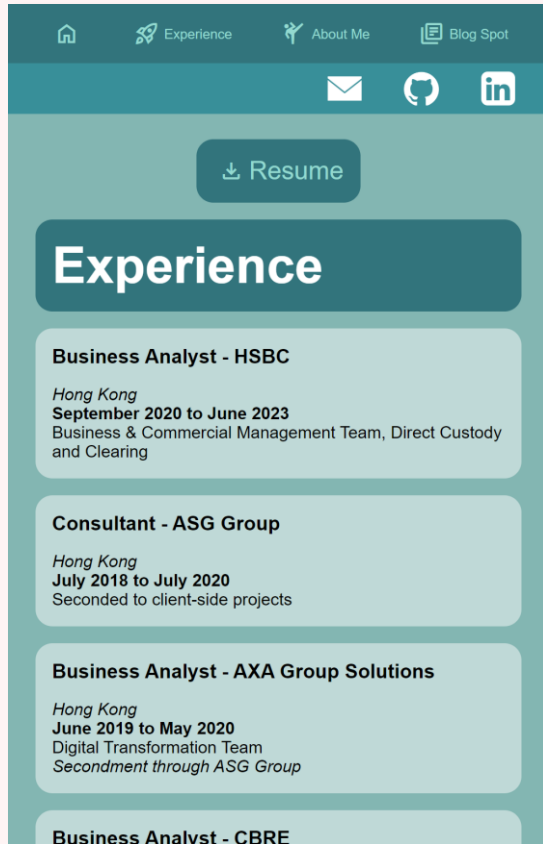 Experience
About Me
Blog Spot
in
Resume
Experience
Business Analyst - HSBC
Hong Kong
September 2020 to June 2023
Business & Commercial Management Team, Direct Custody
and Clearing
Consultant - ASG Group
Hong Kong
July 2018 to July 2020
Seconded to client-side projects
Business Analyst - AXA Group Solutions
Hong Kong
June 2019 to May 2020
Digital Transformation Team
Secondment through ASG Group
Business Analyst - CBRE